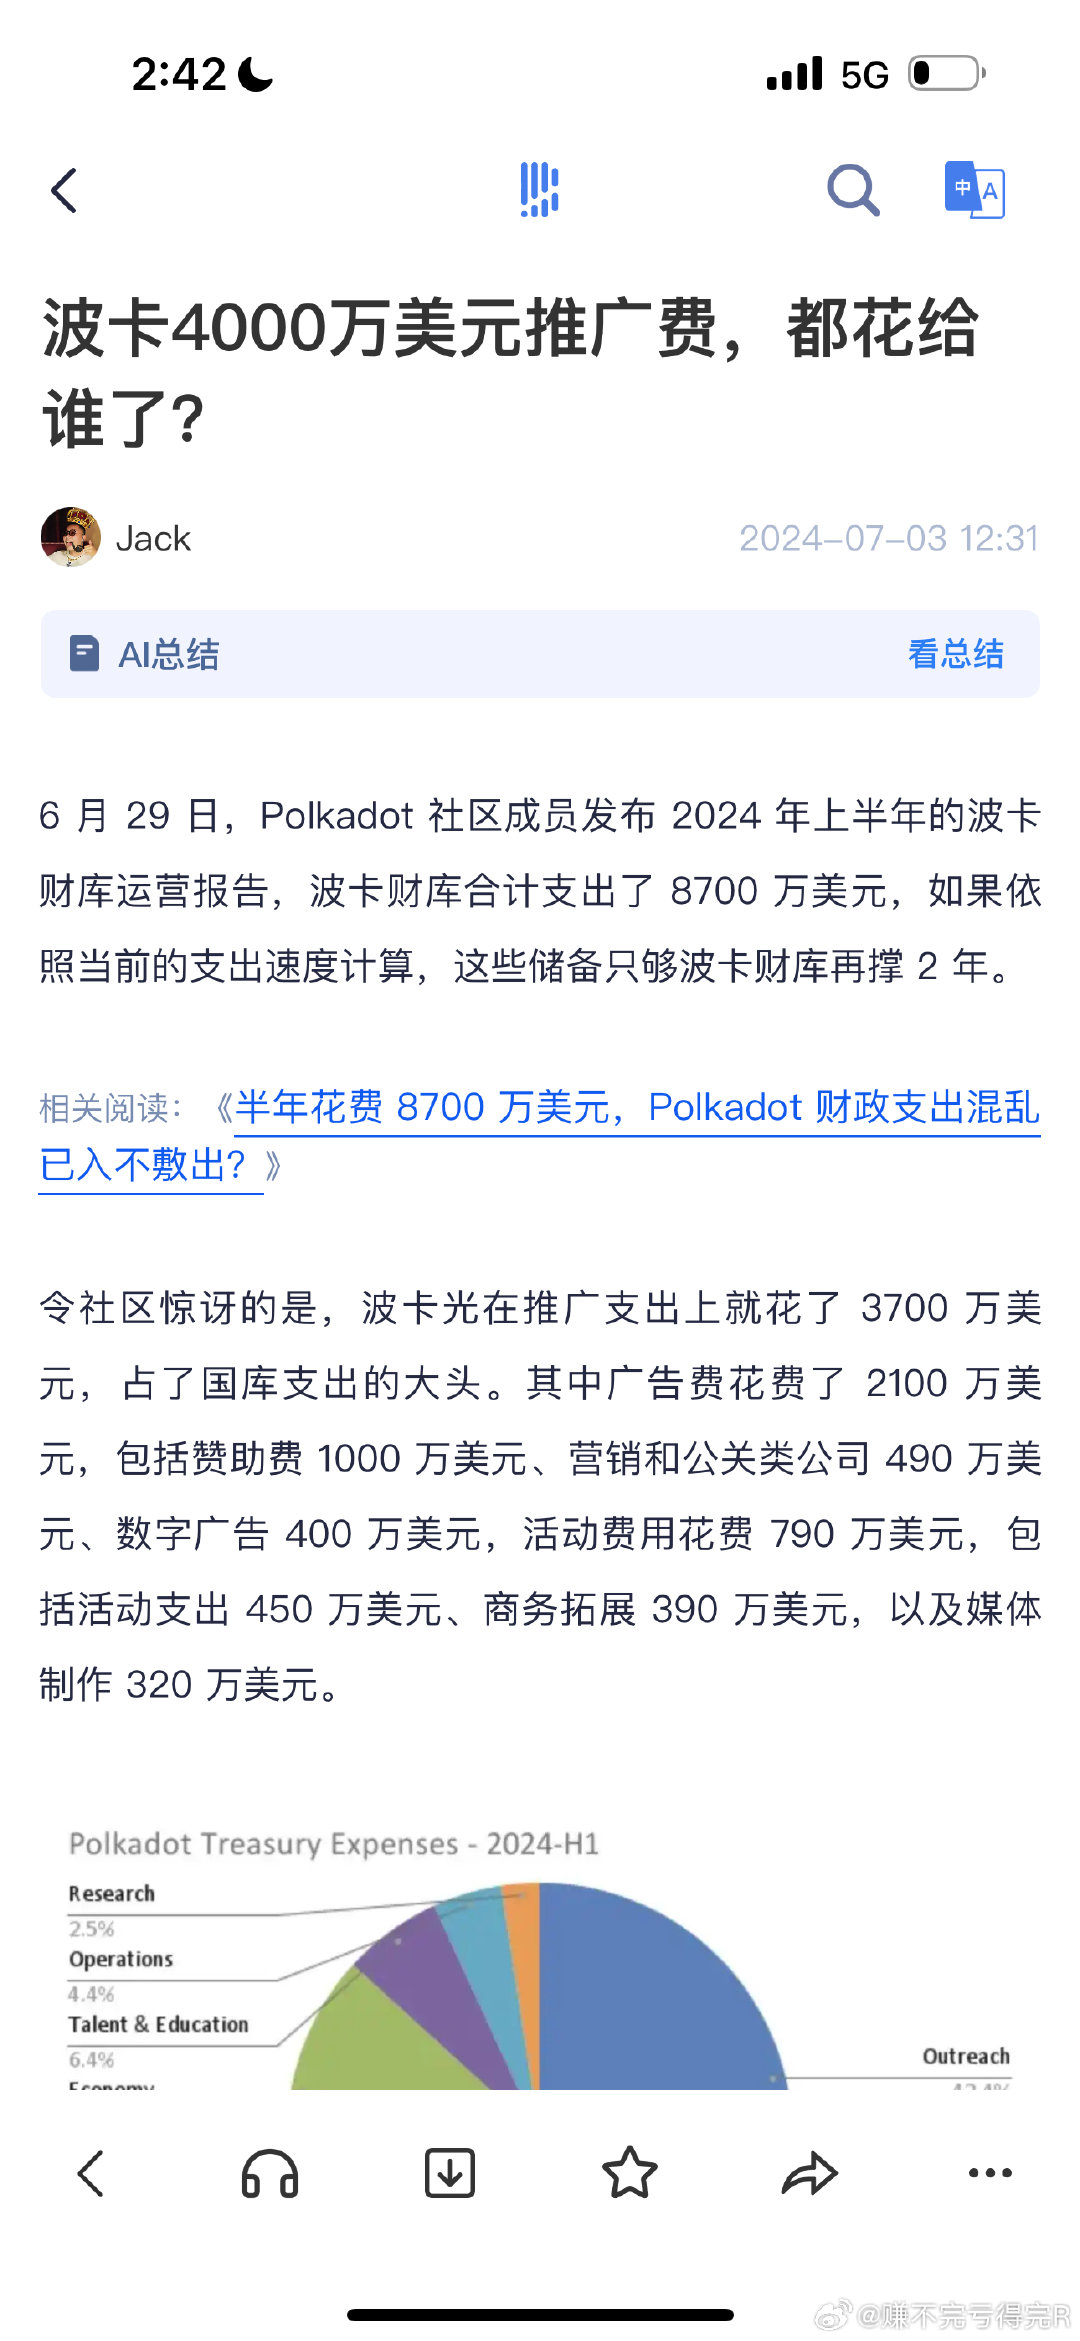 2:42
5G
中 A
波卡4000万美元推广费，都花给
谁了?
Jack
2024-07-03 12:31
AI总结
看总结
6 月 29 日，Polkadot 社区成员发布 2024 年上半年的波卡
财库运营报告，波卡财库合计支出了 8700 万美元，如果依
照当前的支出速度计算，这些储备只够波卡财库再撑 2 年。
相关阅读：《半年花费 8700 万美元，Polkadot 财政支出混乱
已入不敷出？》
令社区惊讶的是，波卡光在推广支出上就花了 3700 万美
元，占了国库支出的大头。其中广告费花费了 2100 万美
元，包括赞助费 1000 万美元、营销和公关类公司 490 万美
元、数字广告 400 万美元，活动费用花费 790 万美元，包
括活动支出 450 万美元、商务拓展 390 万美元，以及媒体
制作 320 万美元。
Polkadot Treasury Expenses - 2024-H1
Research
2.5%
Operations
4.4%
Talent & Education
6.4%
Economy
Outreach
@赚不完亏得完R